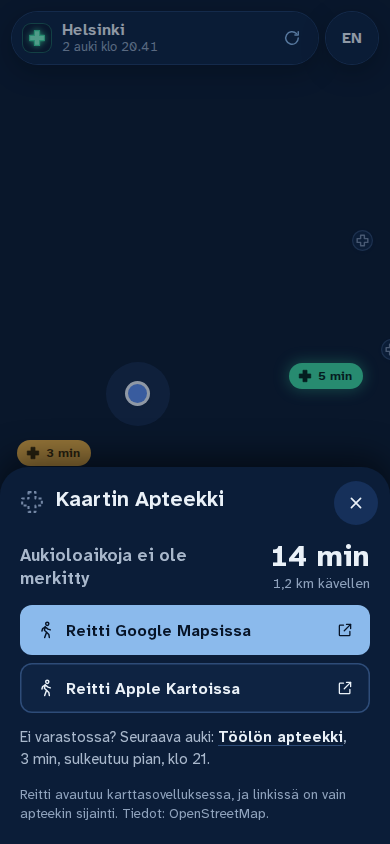 Helsinki
2 auki klo 20.41
EN
5 min
3 min
Kaartin Apteekki
Aukioloaikoja ei ole
merkitty
14 min
1,2 km kävellen
Reitti Google Mapsissa
Reitti Apple Kartoissa
Ei varastossa? Seuraava auki: Töölön apteekki,
3 min, sulkeutuu pian, klo 21.
Reitti avautuu karttasovelluksessa, ja linkissä on vain
apteekin sijainti. Tiedot: OpenStreetMap.